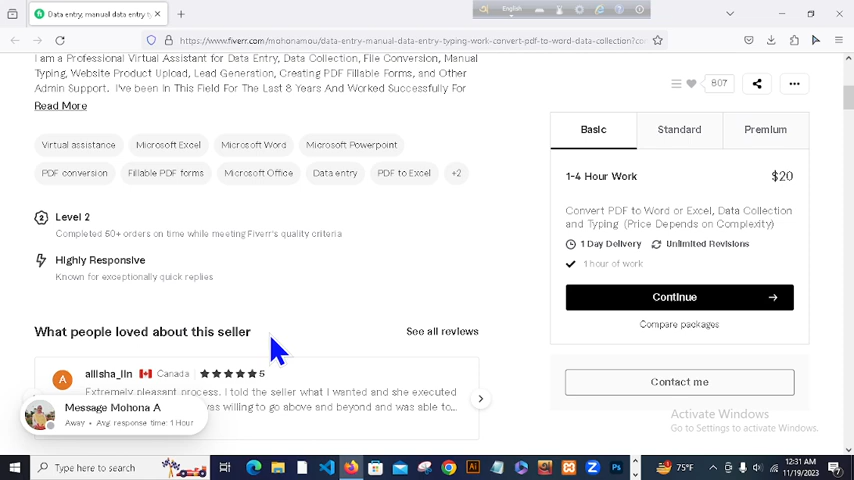 Data entry, manual data entry ty
English
https://www.fiverr.com/mohonamou/data-entry-manual-data-entry-typing-work-convert-pdf-to-word-data-collection?co
I am a Professional Virtual Assistant for Data Entry, Data Collection, File Conversion, Manual
Typing, Website Product Upload, Lead Generation, Creating PDF Fillable Forms, and Other
Admin Support. I've been In This Field For The Last 8 Years And Worked Successfully For
Read More
807
Virtual assistance Microsoft Excel Microsoft Word Microsoft Powerpoint
PDF conversion Fillable PDF forms Microsoft Office Data entry PDF to Excel +2
Level 2
Completed 50+ orders on time while meeting Fiverr's quality criteria
Highly Responsive
Known for exceptionally quick replies
What people loved about this seller See all reviews
A allisha_lin Canada 5
Extremely pleasant process. I told the seller what I wanted and she executed
was willing to go above and beyond and was able to...
Message Mohona A
Away • Avg. response time: 1 Hour
Basic Standard Premium
1-4 Hour Work $20
Convert PDF to Word or Excel, Data Collection
and Typing (Price Depends on Complexity)
1 Day Delivery Unlimited Revisions
1 hour of work
Continue →
Compare packages
Contact me
Activate Windows
Go to Settings to activate Windows.
Type here to search
75°F
12:31 AM
11/19/2023
7